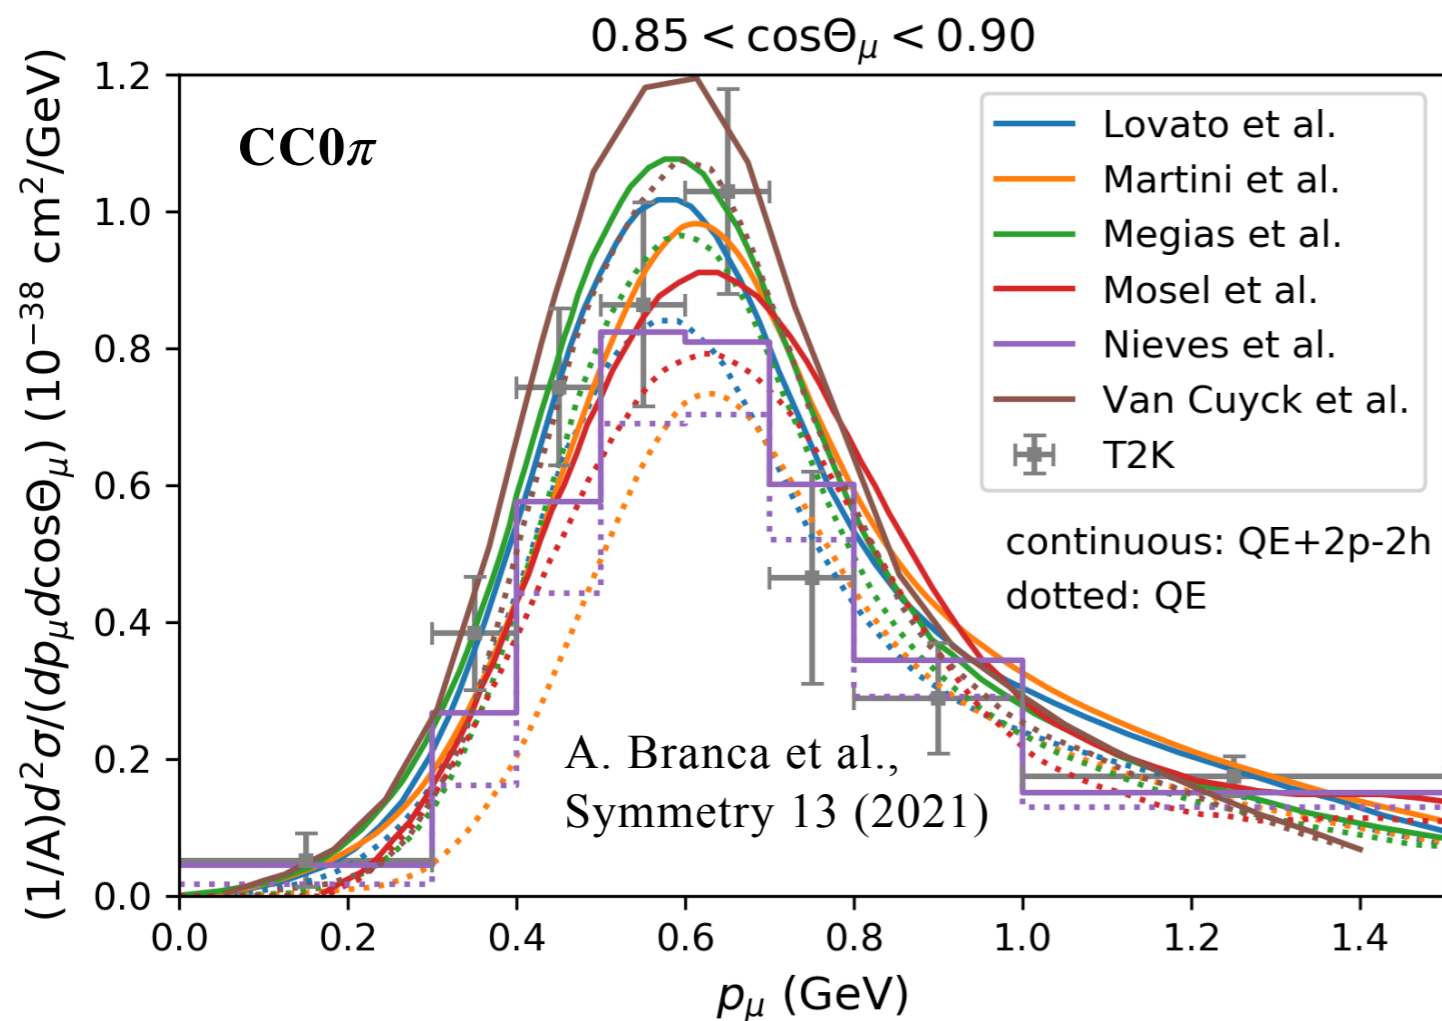 0.85 < cosΘμ < 0.90
(1/A)d²σ/(dpμdcosΘμ) (10⁻³⁸ cm²/GeV)
1.2
1.0
0.8
0.6
0.4
0.2
0.0
CC0π
Lovato et al.
Martini et al.
Megias et al.
Mosel et al.
Nieves et al.
Van Cuyck et al.
T2K
continuous: QE+2p-2h
dotted: QE
A. Branca et al.,
Symmetry 13 (2021)
0.0 0.2 0.4 0.6 0.8 1.0 1.2 1.4
pμ (GeV)